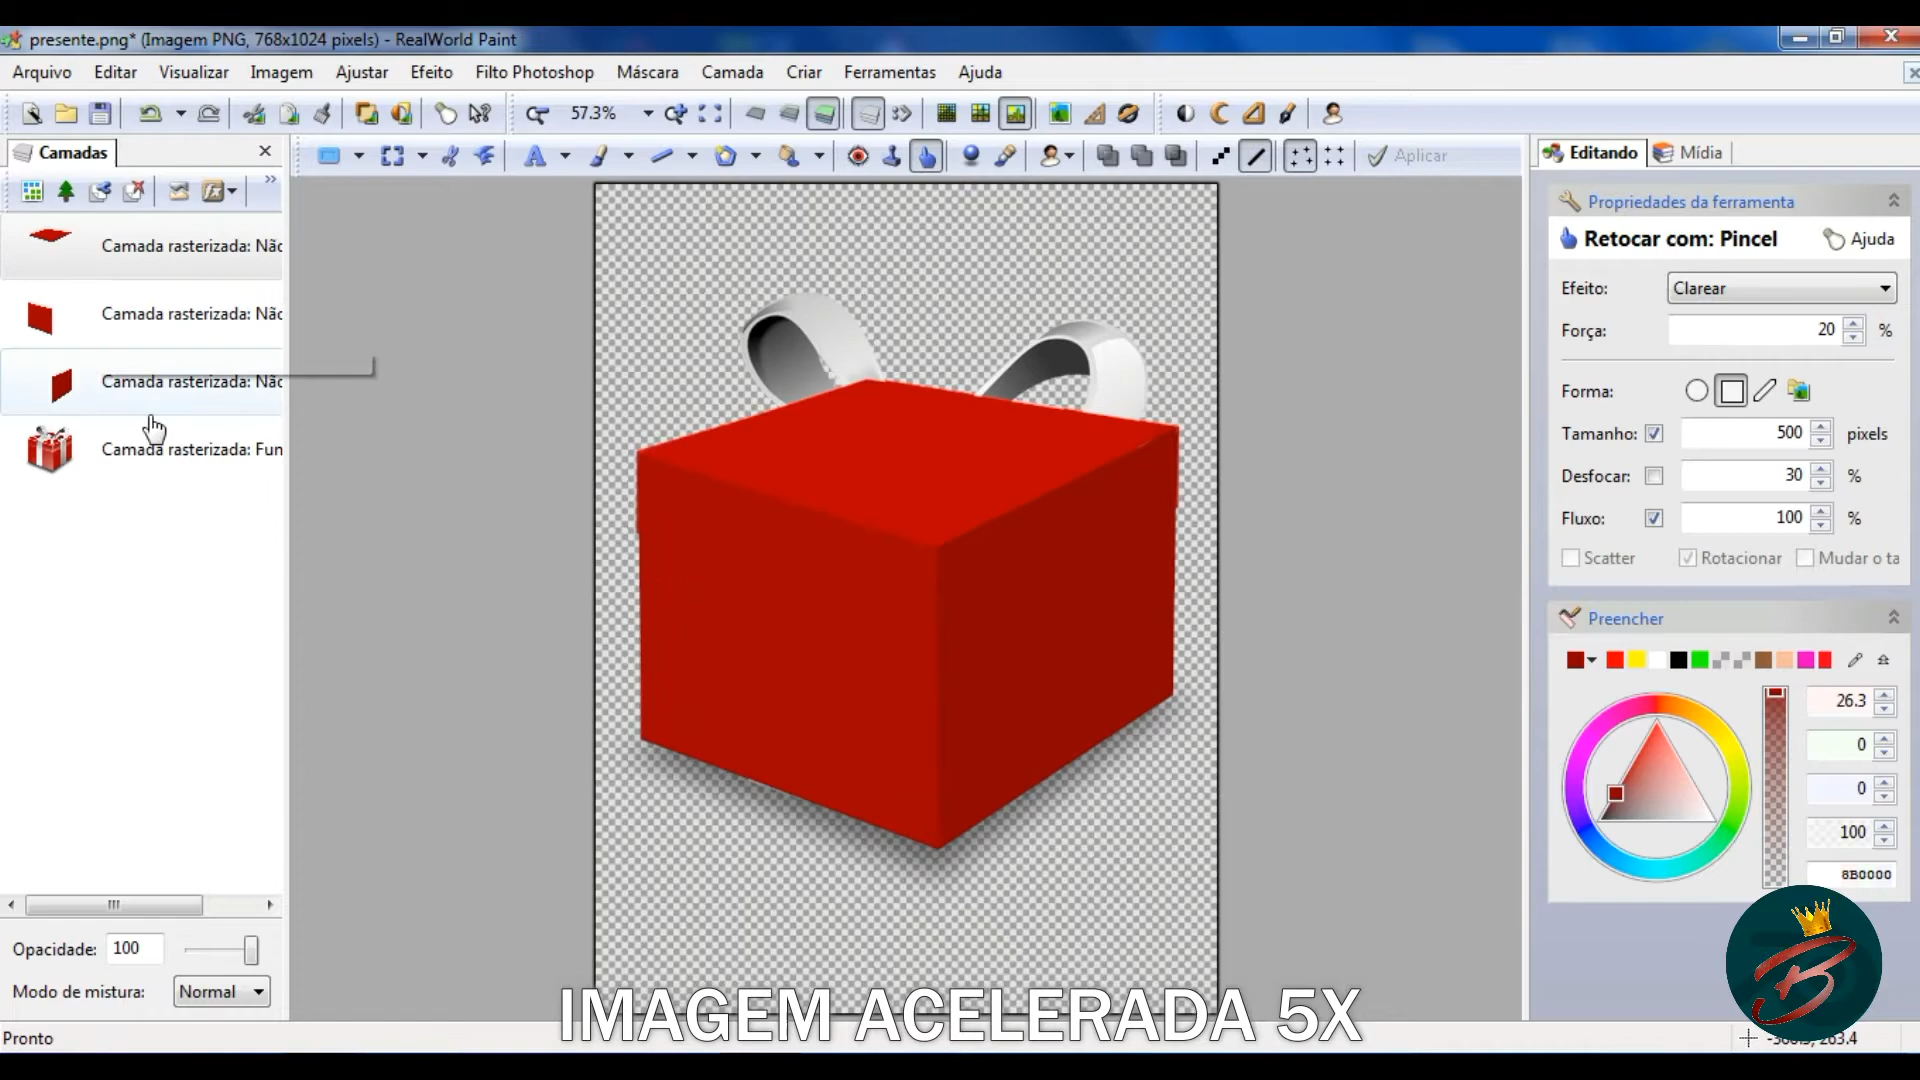 presente.png* (Imagem PNG, 768x1024 pixels) - RealWorld Paint
Arquivo Editar Visualizar Imagem Ajustar Efeito Filto Photoshop Máscara Camada Criar Ferramentas Ajuda
57.3%
Camadas
Aplicar
Editando Mídia
Camada rasterizada: Não
Camada rasterizada: Não
Camada rasterizada: Não
Camada rasterizada: Fun
Propriedades da ferramenta
Retocar com: Pincel Ajuda
Efeito: Clarear
Força: 20 %
Forma:
Tamanho: 500 pixels
Desfocar: 30 %
Fluxo: 100 %
Scatter Rotacionar Mudar o ta
Preencher
26.3
0
0
100
8B0000
Opacidade: 100
Modo de mistura: Normal
B
IMAGEM ACELERADA 5X
Pronto